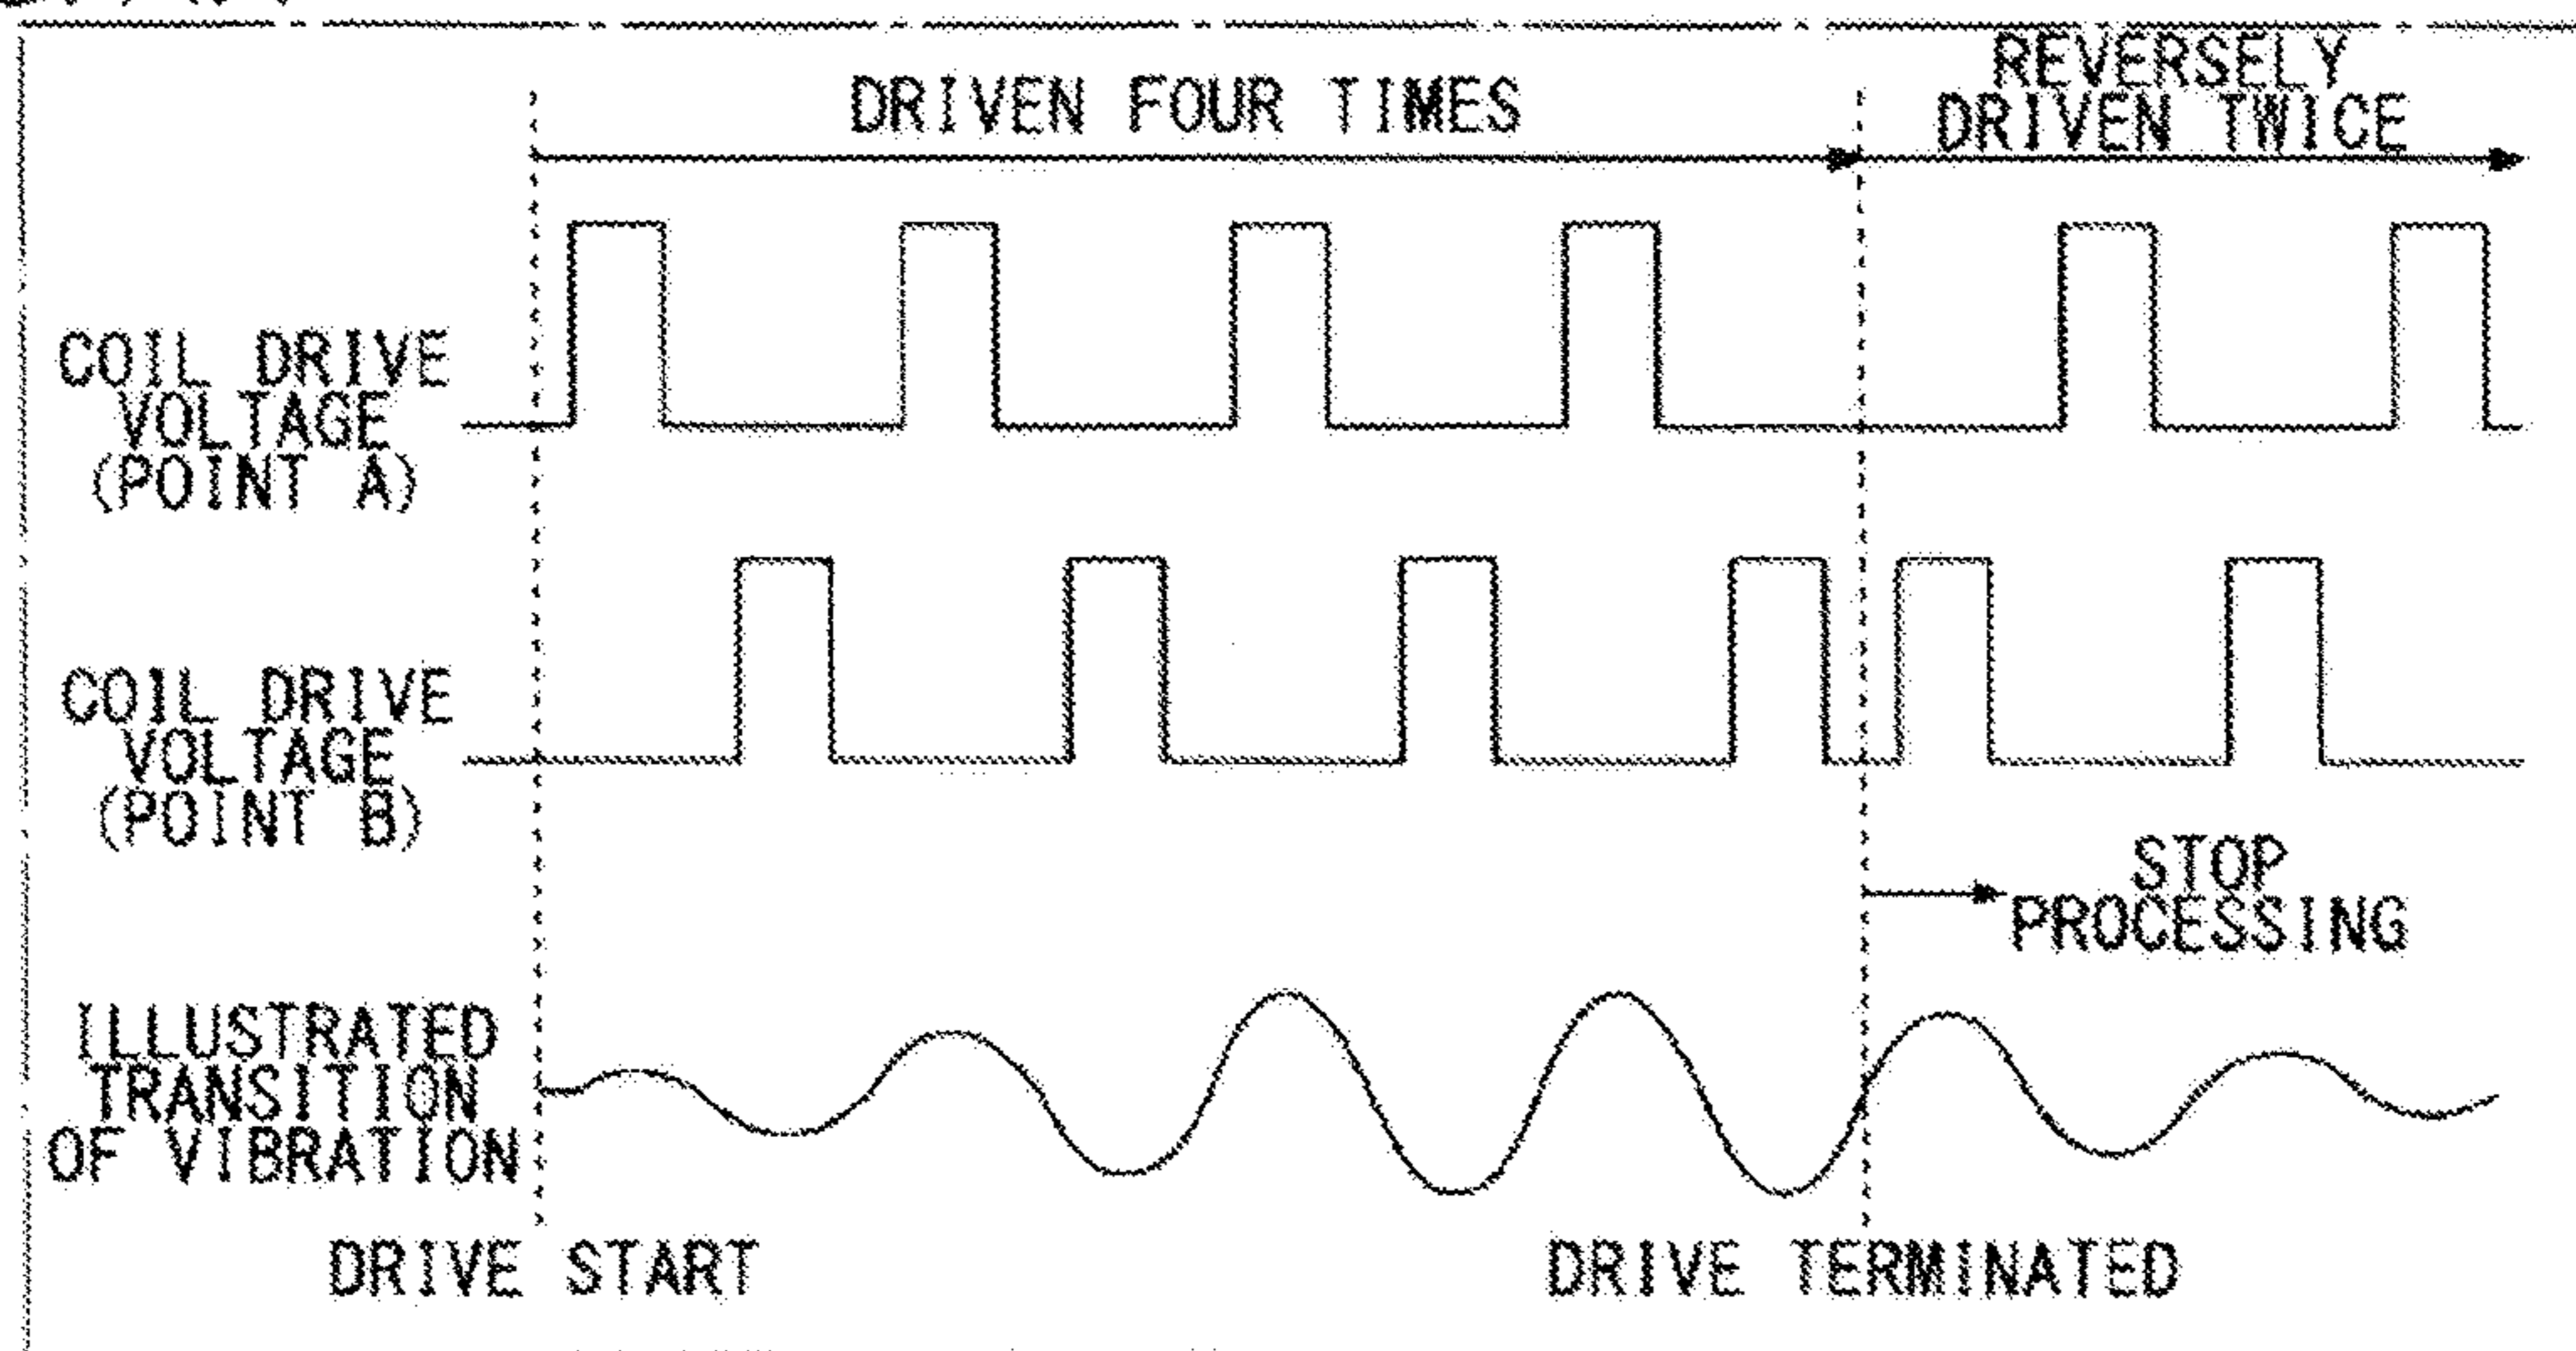 DRIVEN FOUR TIMES
REVERSELY
DRIVEN TWICE
COIL DRIVE
VOLTAGE
(POINT A)
COIL DRIVE
VOLTAGE
(POINT B)
STOP
PROCESSING
ILLUSTRATED
TRANSITION
OF VIBRATION
DRIVE START
DRIVE TERMINATED